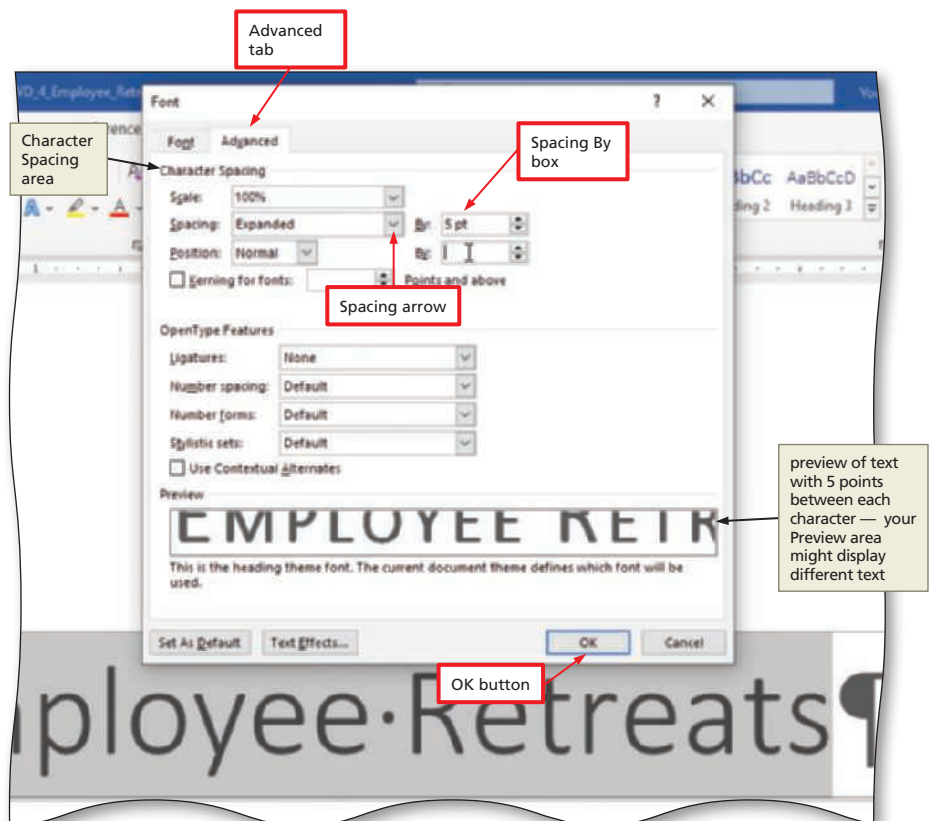 Advanced
tab
VD_4_Employee_Retr
Font
?
Character
Spacing
area
Font
Advanced
Spacing By
box
Character Spacing
Scale: 100%
Spacing: Expanded By: 5 pt
Position: Normal By:
Kerning for fonts: Points and above
Spacing arrow
bCc AaBbCcD
ding 2 Heading 3
OpenType Features
Ligatures: None
Number spacing: Default
Number forms: Default
Stylistic sets: Default
Use Contextual Alternates
Preview
EMPLOYEE RETR
This is the heading theme font. The current document theme defines which font will be
used.
preview of text
with 5 points
between each
character — your
Preview area
might display
different text
Set As Default Text Effects... OK Cancel
OK button
ployee·Retreats¶